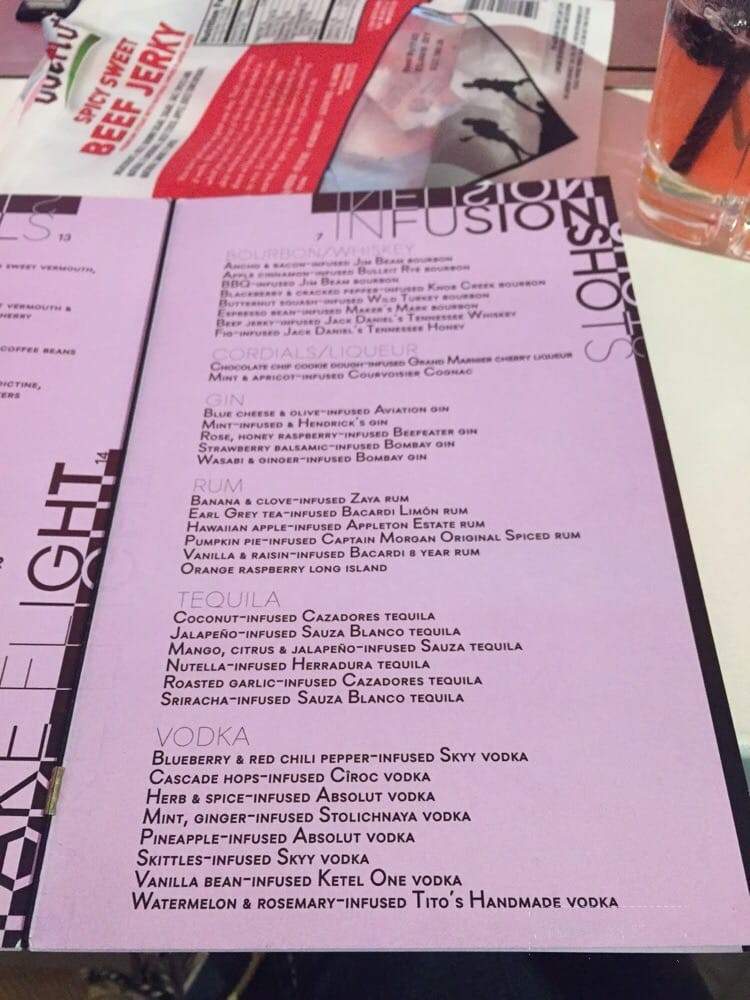 SPICY SWEET
BEEF JERKY
Nutrition F
LS 13
SWEET VERMOUTH,
VERMOUTH &
HERRY
COFFEE BEANS
DICTINE,
TERS
TAKE FLIGHT 14
7 INFUSION
SHOTS
BOURBON/WHISKEY
ANCHO & BACON-INFUSED JIM BEAM BOURBON
APPLE CINNAMON-INFUSED BULLEIT RYE BOURBON
BBQ-INFUSED JIM BEAM BOURBON
BLACKBERRY & CRACKED PEPPER-INFUSED KNOB CREEK BOURBON
BUTTERNUT SQUASH-INFUSED WILD TURKEY BOURBON
ESPRESSO BEAN-INFUSED MAKER'S MARK BOURBON
BEEF JERKY-INFUSED JACK DANIEL'S TENNESSEE WHISKEY
FIG-INFUSED JACK DANIEL'S TENNESSEE HONEY
CORDIALS/LIQUEUR
CHOCOLATE CHIP COOKIE DOUGH-INFUSED GRAND MARNIER CHERRY LIQUEUR
MINT & APRICOT-INFUSED COURVOISIER COGNAC
GIN
BLUE CHEESE & OLIVE-INFUSED AVIATION GIN
MINT-INFUSED & HENDRICK'S GIN
ROSE, HONEY RASPBERRY-INFUSED BEEFEATER GIN
STRAWBERRY BALSAMIC-INFUSED BOMBAY GIN
WASABI & GINGER-INFUSED BOMBAY GIN
RUM
BANANA & CLOVE-INFUSED ZAYA RUM
EARL GREY TEA-INFUSED BACARDI LIMÓN RUM
HAWAIIAN APPLE-INFUSED APPLETON ESTATE RUM
PUMPKIN PIE-INFUSED CAPTAIN MORGAN ORIGINAL SPICED RUM
VANILLA & RAISIN-INFUSED BACARDI 8 YEAR RUM
ORANGE RASPBERRY LONG ISLAND
TEQUILA
COCONUT-INFUSED CAZADORES TEQUILA
JALAPEÑO-INFUSED SAUZA BLANCO TEQUILA
MANGO, CITRUS & JALAPEÑO-INFUSED SAUZA TEQUILA
NUTELLA-INFUSED HERRADURA TEQUILA
ROASTED GARLIC-INFUSED CAZADORES TEQUILA
SRIRACHA-INFUSED SAUZA BLANCO TEQUILA
VODKA
BLUEBERRY & RED CHILI PEPPER-INFUSED SKYY VODKA
CASCADE HOPS-INFUSED CÎROC VODKA
HERB & SPICE-INFUSED ABSOLUT VODKA
MINT, GINGER-INFUSED STOLICHNAYA VODKA
PINEAPPLE-INFUSED ABSOLUT VODKA
SKITTLES-INFUSED SKYY VODKA
VANILLA BEAN-INFUSED KETEL ONE VODKA
WATERMELON & ROSEMARY-INFUSED TITO'S HANDMADE VODKA